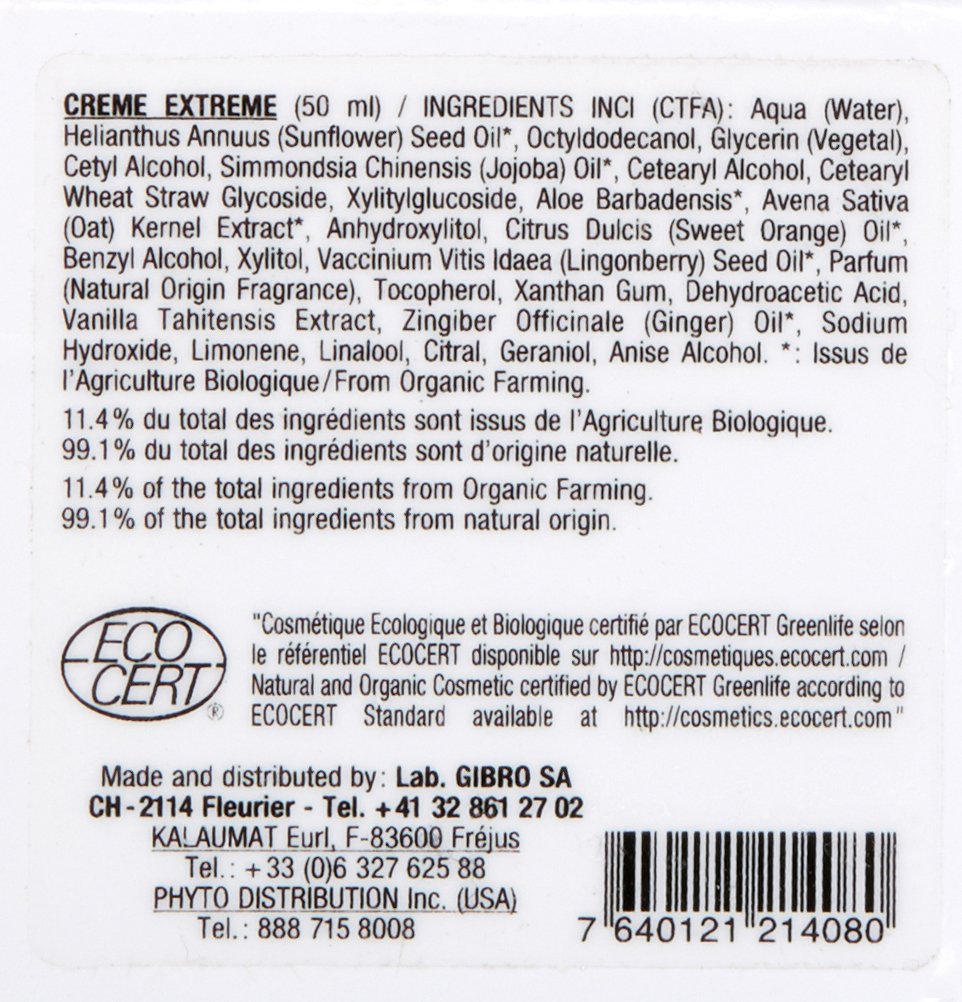 CREME EXTREME (50 ml) / INGREDIENTS INCI (CTFA): Aqua (Water),
Helianthus Annuus (Sunflower) Seed Oil*, Octyldodecanol, Glycerin (Vegetal),
Cetyl Alcohol, Simmondsia Chinensis (Jojoba) Oil*, Cetearyl Alcohol, Cetearyl
Wheat Straw Glycoside, Xylitylglucoside, Aloe Barbadensis*, Avena Sativa
(Oat) Kernel Extract*, Anhydroxylitol, Citrus Dulcis (Sweet Orange) Oil*,
Benzyl Alcohol, Xylitol, Vaccinium Vitis Idaea (Lingonberry) Seed Oil*, Parfum
(Natural Origin Fragrance), Tocopherol, Xanthan Gum, Dehydroacetic Acid,
Vanilla Tahitensis Extract, Zingiber Officinale (Ginger) Oil*, Sodium
Hydroxide, Limonene, Linalool, Citral, Geraniol, Anise Alcohol. *: Issus de
l'Agriculture Biologique/From Organic Farming.
11.4% du total des ingrédients sont issus de l'Agriculture Biologique.
99.1% du total des ingrédients sont d'origine naturelle.
11.4% of the total ingredients from Organic Farming.
99.1% of the total ingredients from natural origin.
ECO
CERT
®
"Cosmétique Ecologique et Biologique certifié par ECOCERT Greenlife selon
le référentiel ECOCERT disponible sur http://cosmetiques.ecocert.com /
Natural and Organic Cosmetic certified by ECOCERT Greenlife according to
ECOCERT Standard available at http://cosmetics.ecocert.com"
Made and distributed by: Lab. GIBRO SA
CH-2114 Fleurier - Tel. +41 32 861 27 02
KALAUMAT Eurl, F-83600 Fréjus
Tel.: +33 (0)6 327 625 88
PHYTO DISTRIBUTION Inc. (USA)
Tel.: 888 715 8008
7 640121 214080